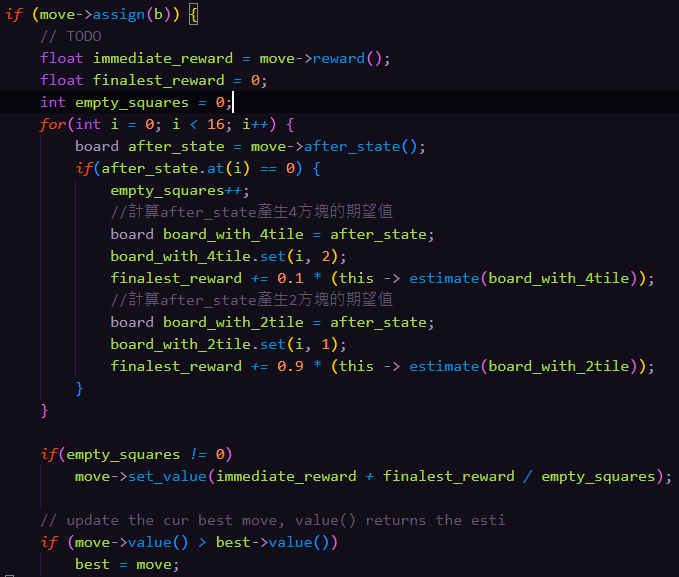 if (move->assign(b)) {
// TODO
float immediate_reward = move->reward();
float finalest_reward = 0;
int empty_squares = 0;
for(int i = 0; i < 16; i++) {
board after_state = move->after_state();
if(after_state.at(i) == 0) {
empty_squares++;
//計算after_state產生4方塊的期望值
board board_with_4tile = after_state;
board_with_4tile.set(i, 2);
finalest_reward += 0.1 * (this -> estimate(board_with_4tile));
//計算after_state產生2方塊的期望值
board board_with_2tile = after_state;
board_with_2tile.set(i, 1);
finalest_reward += 0.9 * (this -> estimate(board_with_2tile));
}
}
if(empty_squares != 0)
move->set_value(immediate_reward + finalest_reward / empty_squares);
// update the cur best move, value() returns the esti
if (move->value() > best->value())
best = move;